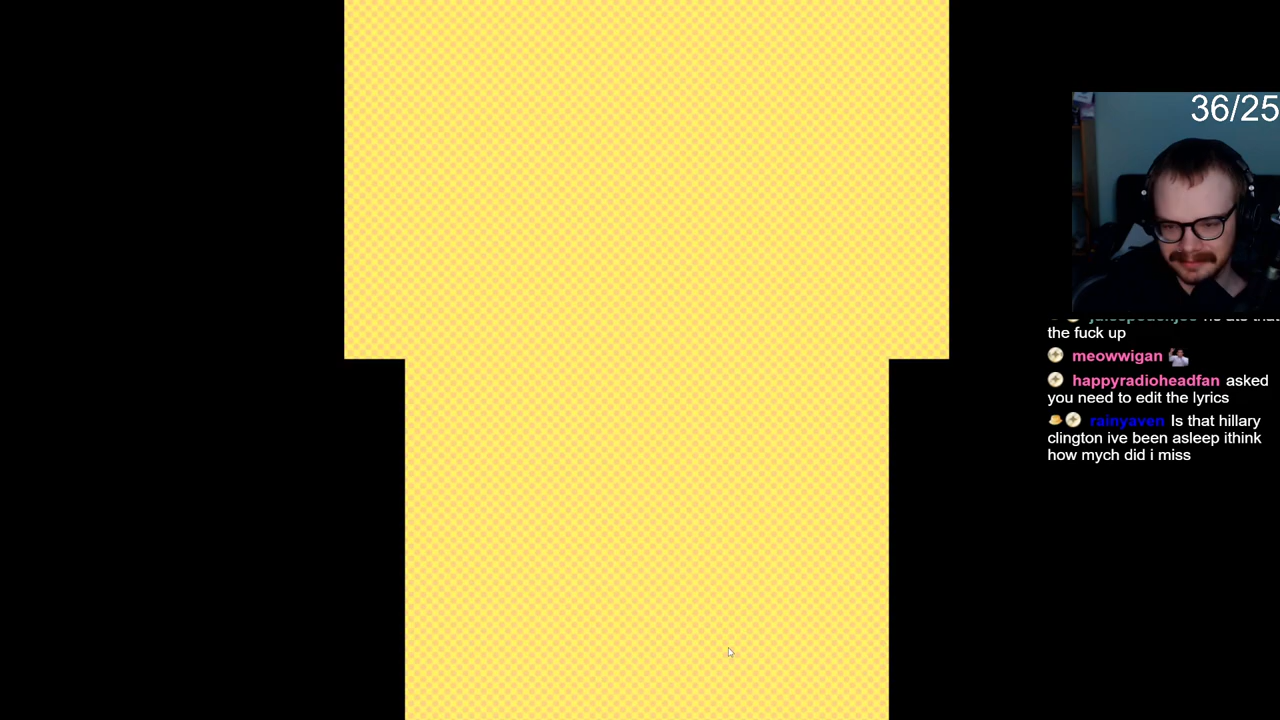 36/25
the fuck up
meowwigan
happyradioheadfan asked
you need to edit the lyrics
rainyaven Is that hillary
clington ive been asleep ithink
how mych did i miss